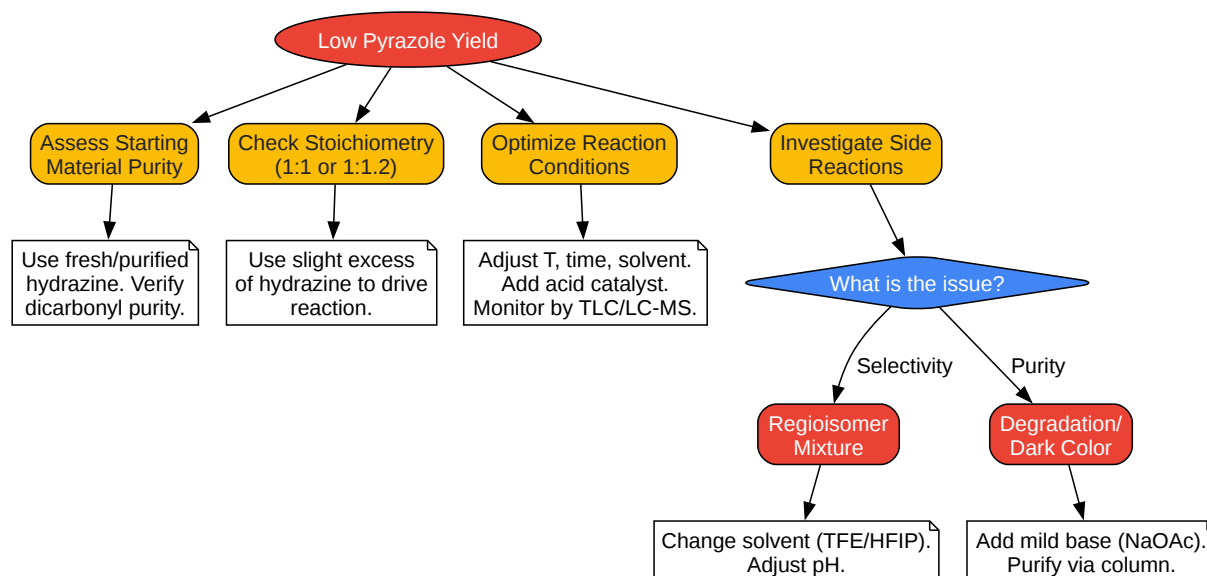 Low Pyrazole Yield
Assess Starting
Material Purity
Check Stoichiometry
(1:1 or 1:1.2)
Optimize Reaction
Conditions
Investigate Side
Reactions
Use fresh/purified
hydrazine. Verify
dicarbonyl purity.
Use slight excess
of hydrazine to drive
reaction.
Adjust T, time, solvent.
Add acid catalyst.
Monitor by TLC/LC-MS.
What is the issue?
Selectivity
Purity
Regioisomer
Mixture
Degradation/
Dark Color
Change solvent (TFE/HFIP).
Adjust pH.
Add mild base (NaOAc).
Purify via column.